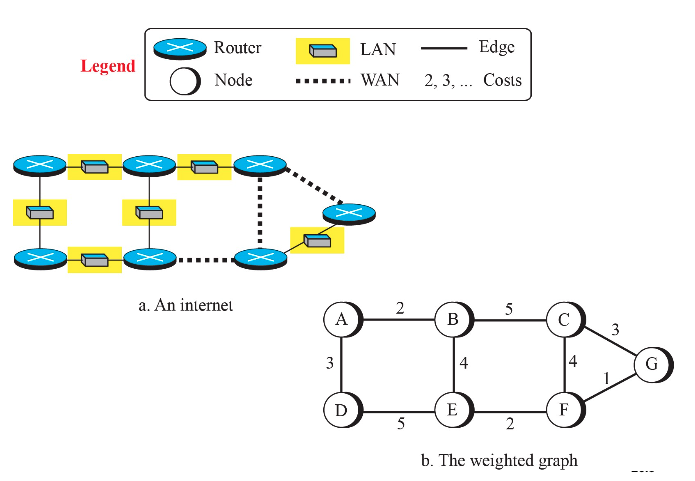 Legend
Router LAN Edge
Node WAN 2, 3, ... Costs
a. An internet
A 2 B 5 C 3
3 4 4 1 G
D 5 E 2 F
b. The weighted graph